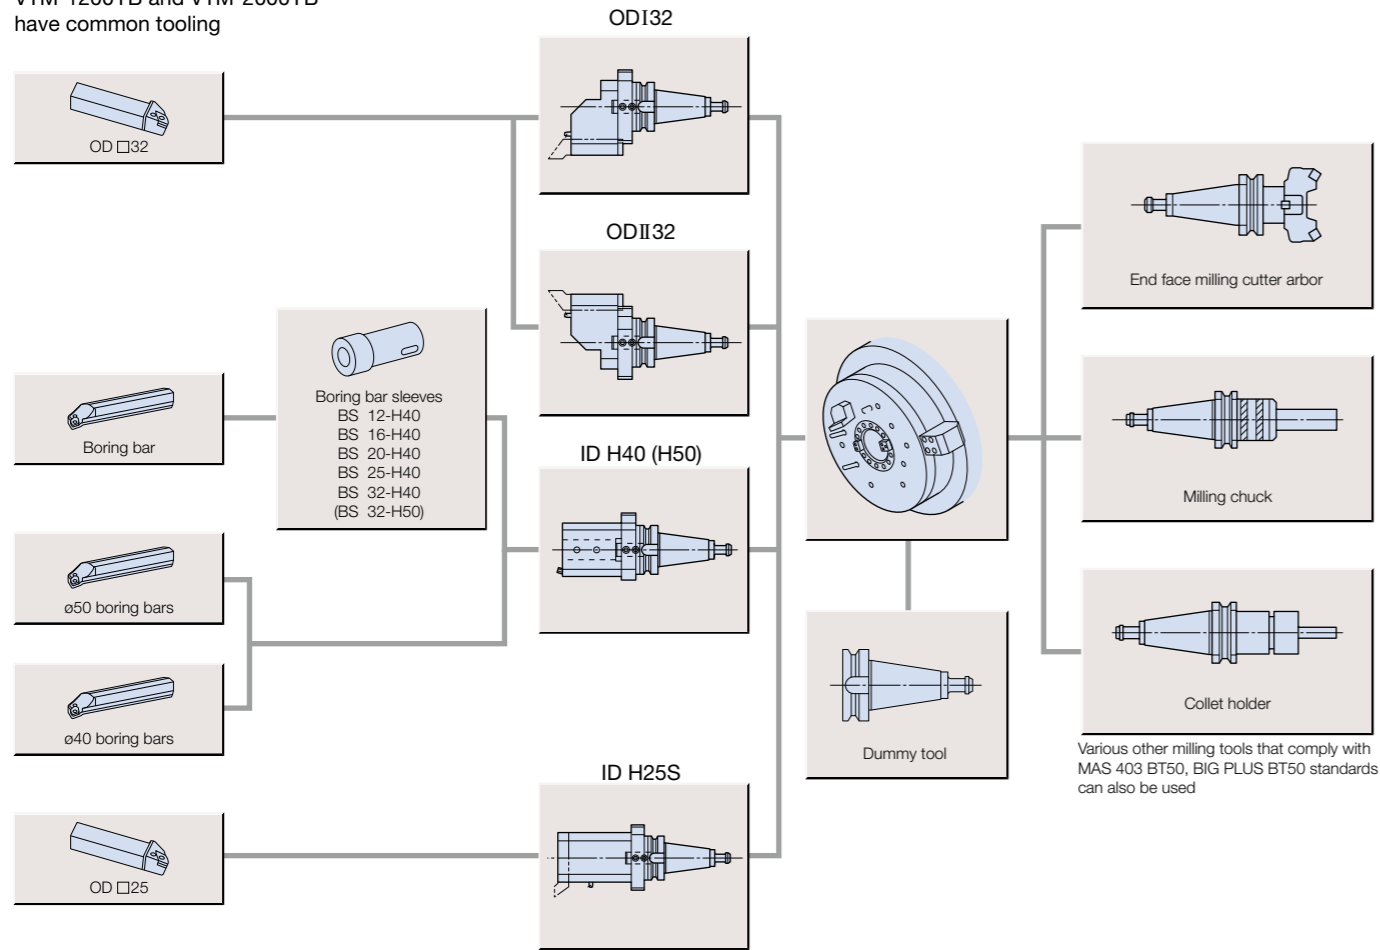 have common tooling
ODⅠ32
OD □32
ODⅡ32
Boring bar sleeves
BS 12-H40
BS 16-H40
BS 20-H40
BS 25-H40
BS 32-H40
(BS 32-H50)
Boring bar
ID H40 (H50)
ø50 boring bars
ø40 boring bars
ID H25S
OD □25
Dummy tool
End face milling cutter arbor
Milling chuck
Collet holder
Various other milling tools that comply with
MAS 403 BT50, BIG PLUS BT50 standards
can also be used